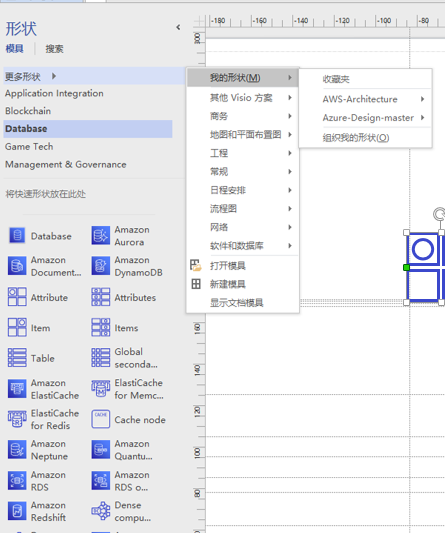 形状
模具 搜索
更多形状
Application Integration
Blockchain
Database
Game Tech
Management & Governance
将快速形状放在此处
Database
Amazon Aurora
Amazon Document...
Amazon DynamoDB
Attribute
Attributes
Item
Items
Table
Global seconda...
Amazon ElastiCache
ElastiCache for Memc...
ElastiCache for Redis
Cache node
CACHE
Amazon Neptune
Amazon Quantu...
Amazon RDS
Amazon RDS o...
Amazon Redshift
Dense compu...
我的形状(M)
其他 Visio 方案
商务
地图和平面布置图
工程
常规
日程安排
流程图
网络
软件和数据库
打开模具
新建模具
显示文档模具
收藏夹
AWS-Architecture
Azure-Design-master
组织我的形状(O)
-180 -160 -140 -120 -100 -80
160
140
120
100
80